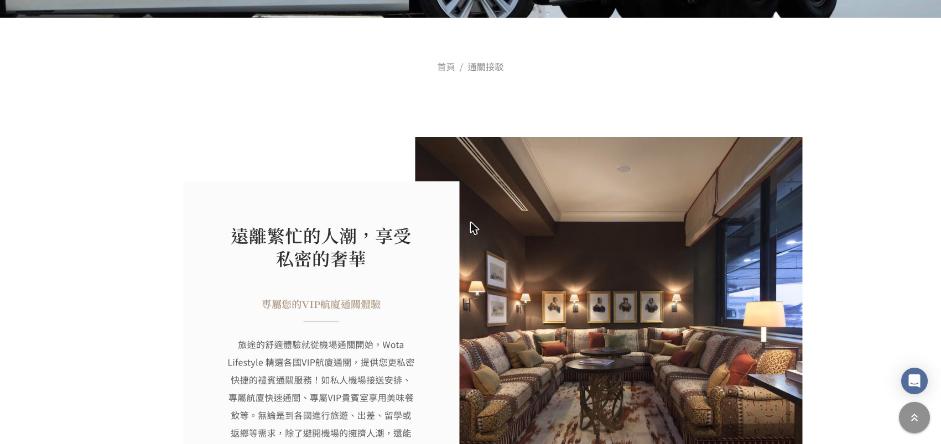 首頁 / 通關接駁
遠離繁忙的人潮，享受
私密的奢華
專屬您的VIP航廈通關體驗
旅途的舒適體驗就從機場通關開始，Wota
Lifestyle 精選各國VIP航廈通關，提供您更私密
快捷的禮賓通關服務！如私人機場接送安排、
專屬航廈快速通關、專屬VIP貴賓室享用美味餐
飲等。無論是到各國進行旅遊、出差、留學或
返鄉等需求，除了避開機場的擁擠人潮，還能